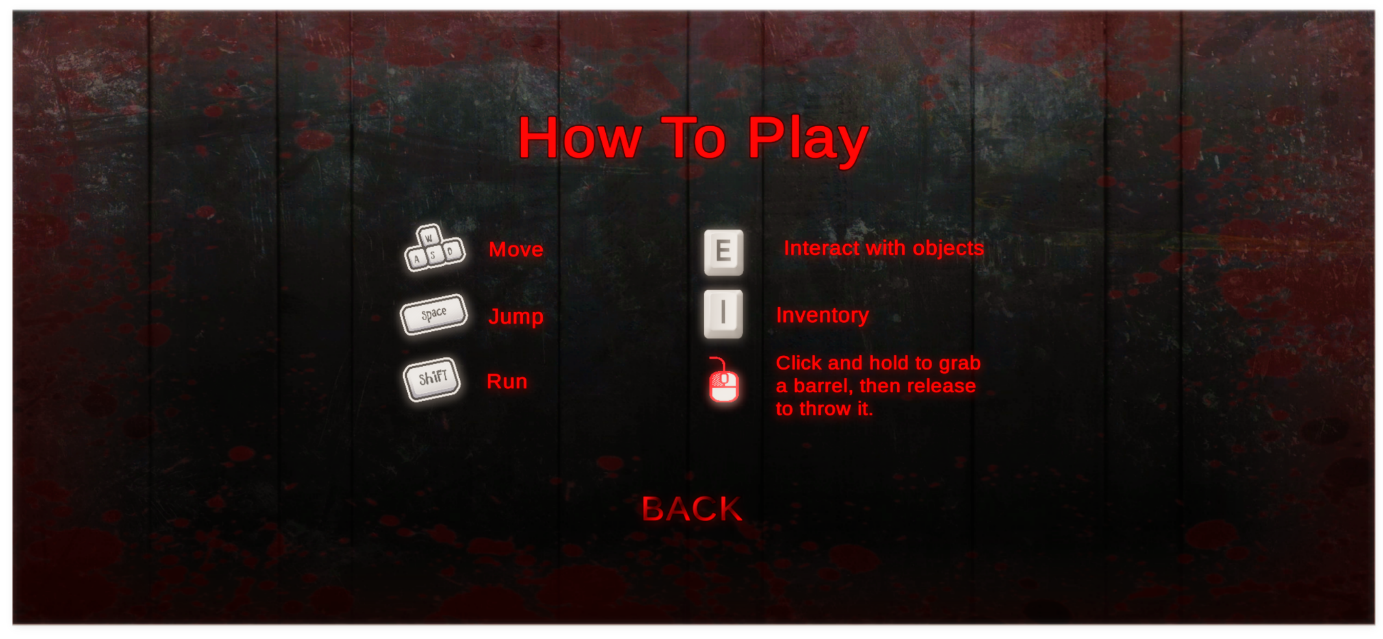 How To Play
W
A S D
Move
space
Jump
ShiFT
Run
E
Interact with objects
I
Inventory
Click and hold to grab
a barrel, then release
to throw it.
BACK